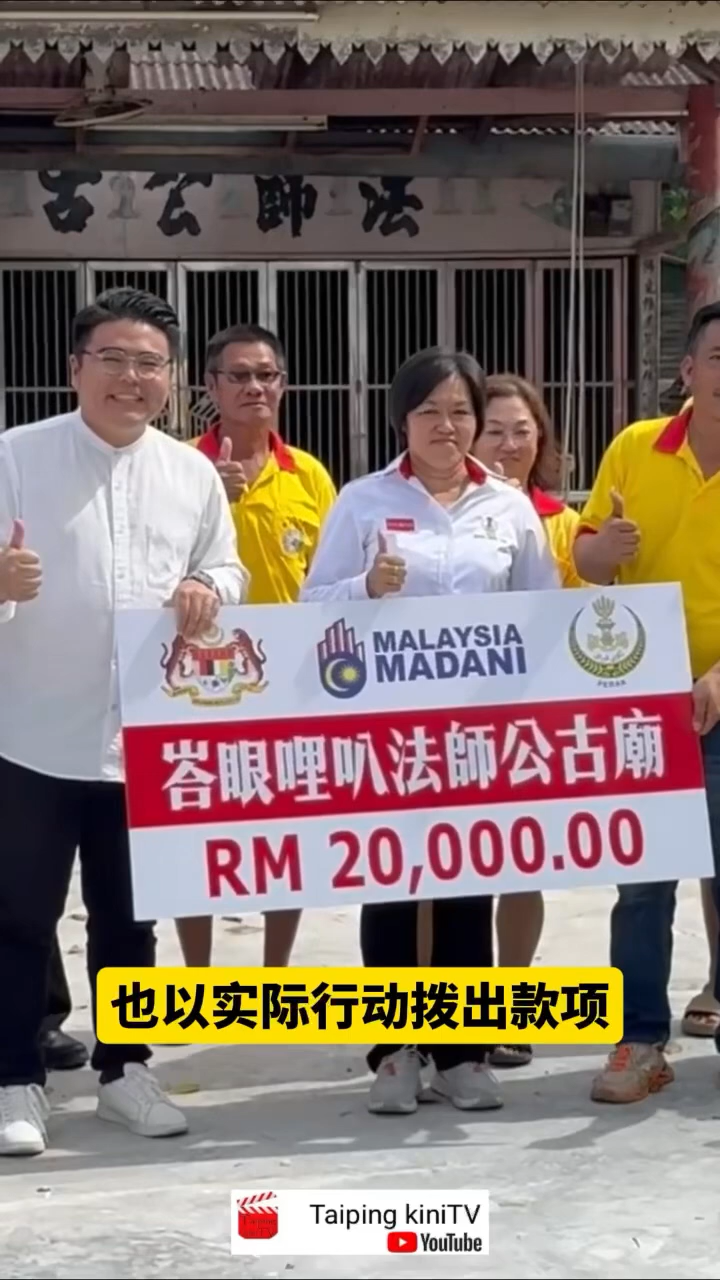 古公師法
MALAYSIA
MADANI
PERAK
峇眼哩叭法師公古廟
RM 20,000.00
也以实际行动拨出款项
Taiping kiniTV
YouTube